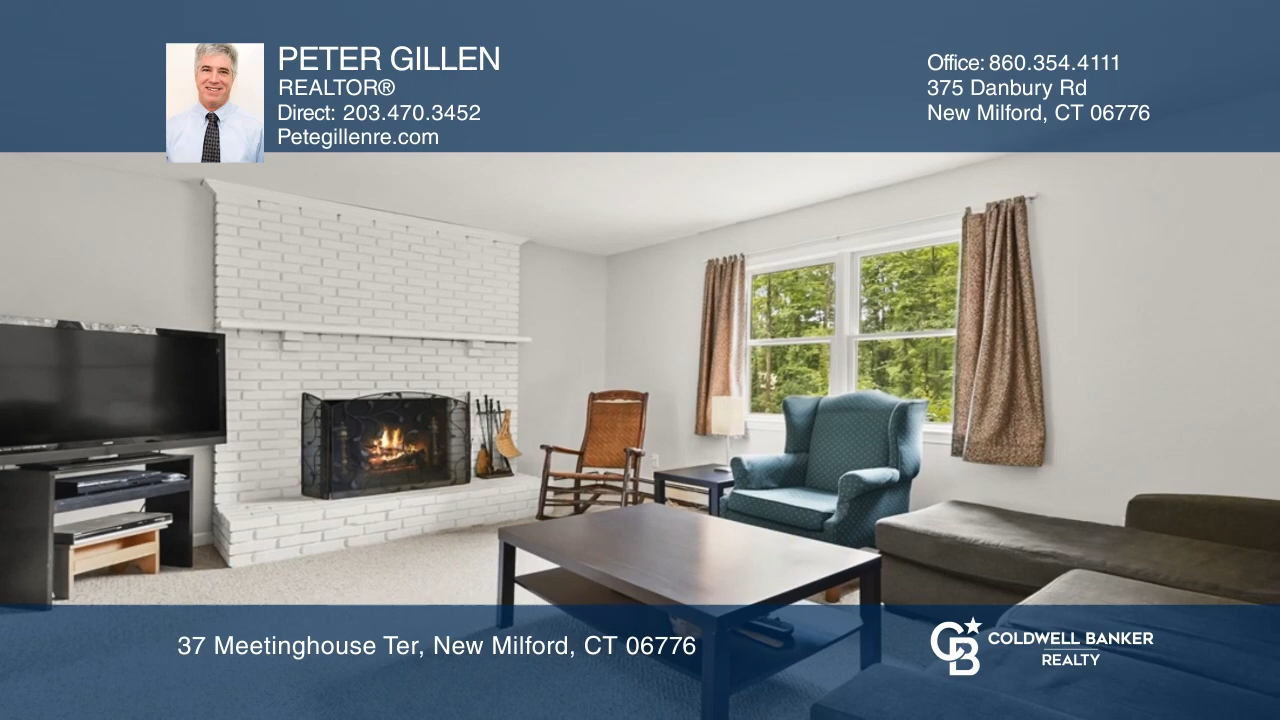 PETER GILLEN
REALTOR®
Direct: 203.470.3452
Petegillenre.com
Office: 860.354.4111
375 Danbury Rd
New Milford, CT 06776
37 Meetinghouse Ter, New Milford, CT 06776
CB
COLDWELL BANKER
REALTY